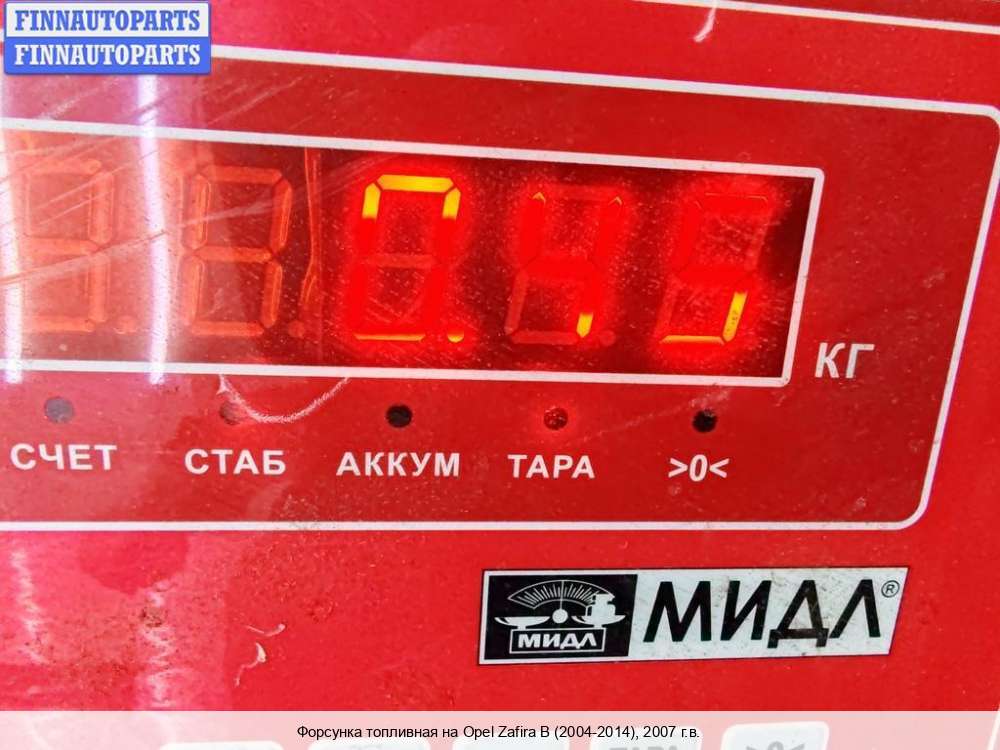 FINNAUTOPARTS
FINNAUTOPARTS
0.45
КГ
СЧЕТ СТАБ АККУМ ТАРА >0<
МИДЛ МИДЛ®
Форсунка топливная на Opel Zafira B (2004-2014), 2007 г.в.